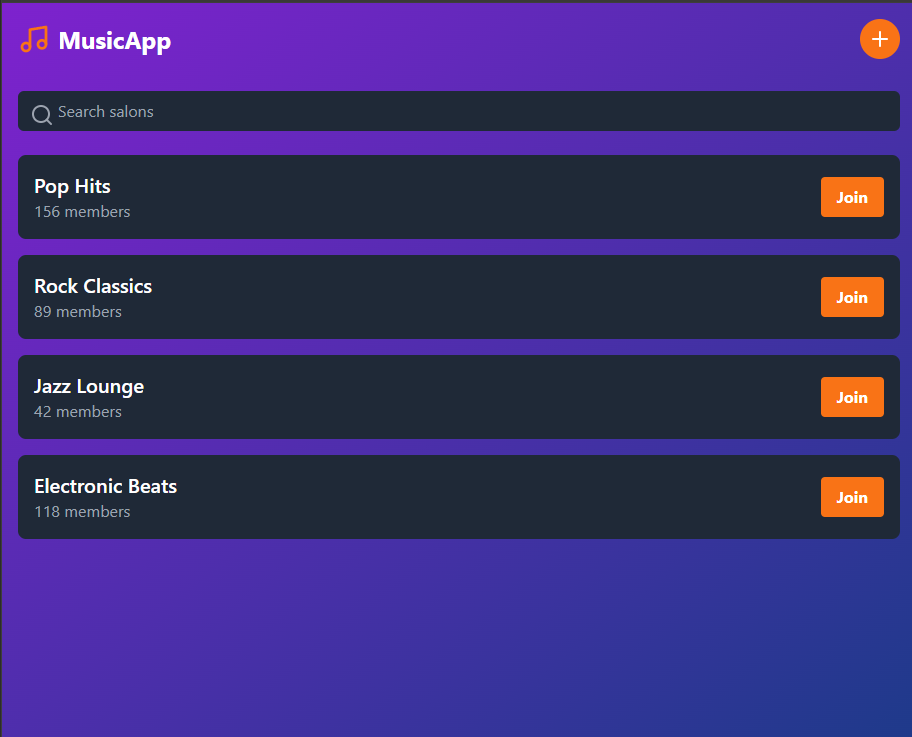 MusicApp
Search salons
Pop Hits
156 members
Join
Rock Classics
89 members
Join
Jazz Lounge
42 members
Join
Electronic Beats
118 members
Join